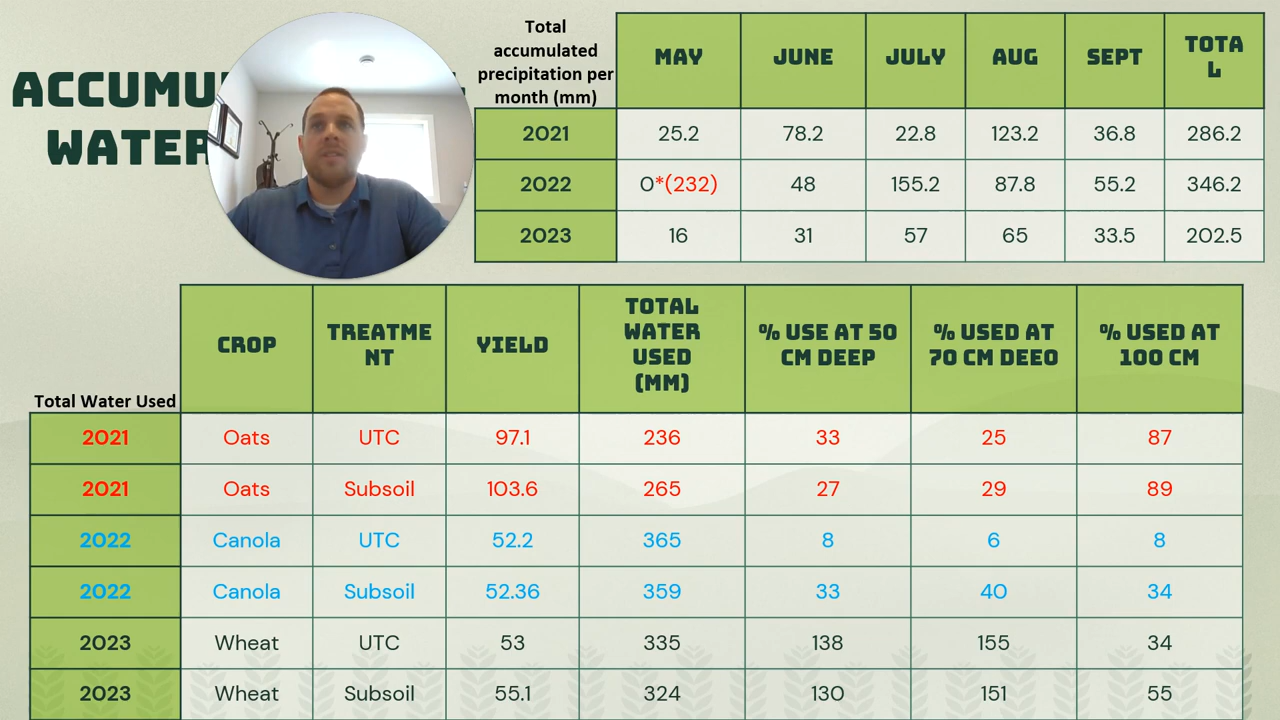 ACCUMU
WATER
Total
accumulated
precipitation per
month (mm)
MAY JUNE JULY AUG SEPT TOTA
L
2021 25.2 78.2 22.8 123.2 36.8 286.2
2022 0*(232) 48 155.2 87.8 55.2 346.2
2023 16 31 57 65 33.5 202.5
Total Water Used
CROP TREATME
NT YIELD TOTAL
WATER
USED
(MM) % USE AT 50
CM DEEP % USED AT
70 CM DEEO % USED AT
100 CM
2021 Oats UTC 97.1 236 33 25 87
2021 Oats Subsoil 103.6 265 27 29 89
2022 Canola UTC 52.2 365 8 6 8
2022 Canola Subsoil 52.36 359 33 40 34
2023 Wheat UTC 53 335 138 155 34
2023 Wheat Subsoil 55.1 324 130 151 55